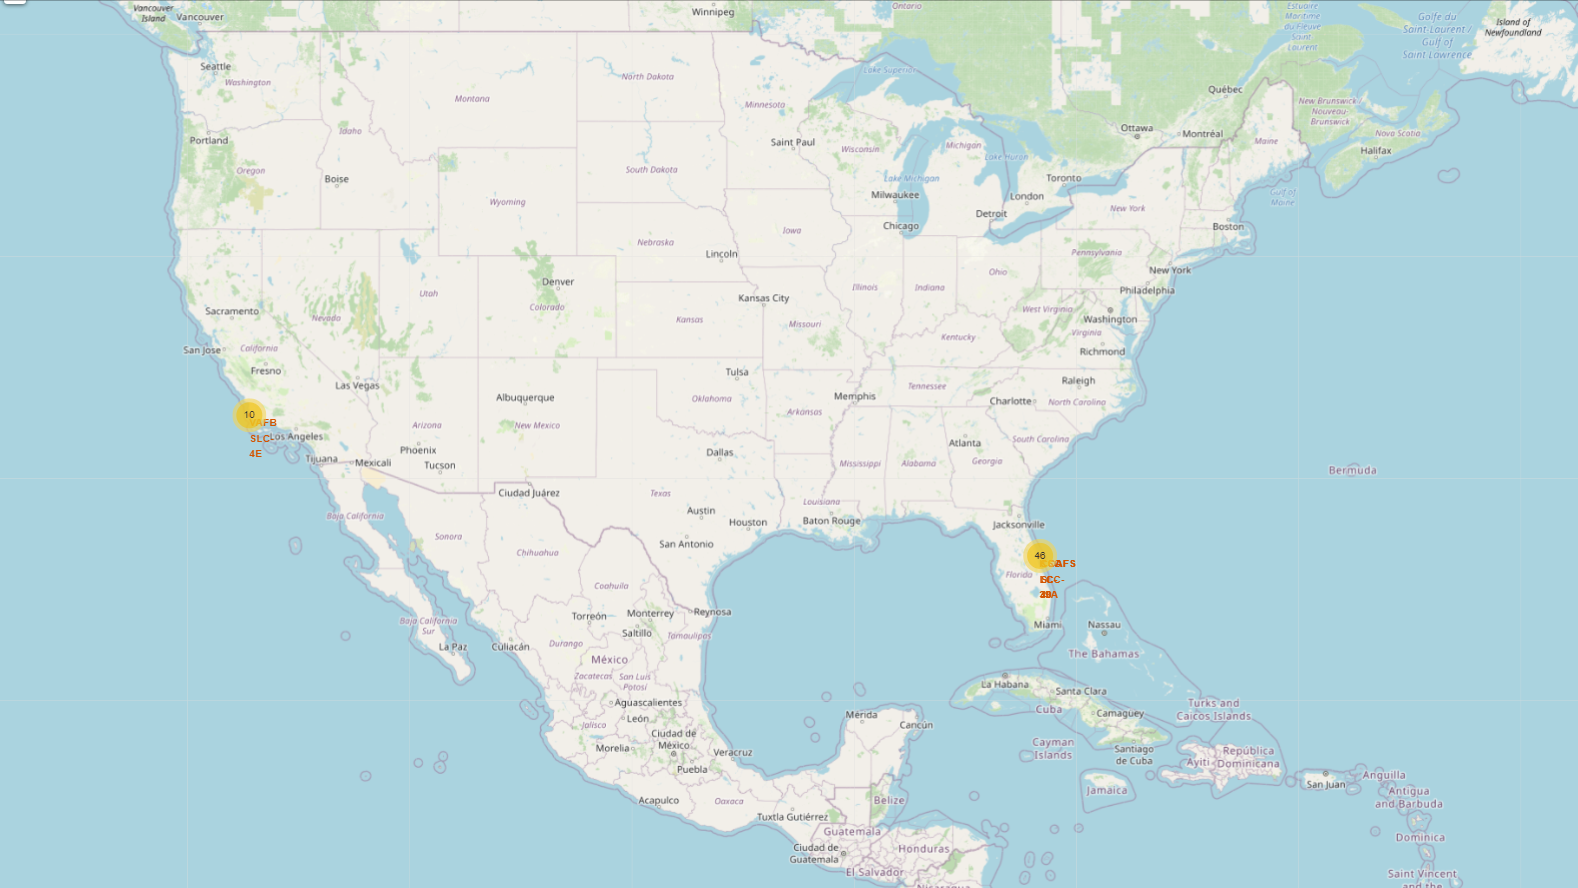 Vancouver
Island
Vancouver
Winnipeg
Ontario
Estuaire
Maritime
du Fleuve
Saint
Laurent
Golfe du
Saint-Laurent /
Gulf of
Saint Lawrence
Island of
Newfoundland
Seattle
Washington
Montana
North Dakota
Minnesota
Lake Superior
Québec
New Brunswick /
Nouveau-
Brunswick
Nova Scotia
Portland
Idaho
Saint Paul
Wisconsin
Michigan
Lake Huron
Ottawa
Montréal
Maine
Halifax
Oregon
Boise
South Dakota
Lake Michigan
Milwaukee
Toronto
London
Gulf of
Maine
Wyoming
Detroit
New York
Chicago
Boston
Iowa
Nebraska
Lincoln
Pennsylvania
New York
Ohio
Denver
Utah
Colorado
Kansas City
Illinois
Indiana
Philadelphia
Sacramento
Nevada
Kansas
Missouri
West Virginia
Washington
Virginia
Kentucky
San Jose
California
Richmond
Fresno
Las Vegas
Tulsa
Tennessee
Raleigh
Albuquerque
Oklahoma
Memphis
Charlotte
North Carolina
10
VAFB
SLC-
4E
Los Angeles
Arizona
New Mexico
Arkansas
South Carolina
Atlanta
Phoenix
Tucson
Tijuana
Mexicali
Dallas
Mississippi
Alabama
Georgia
Bermuda
Ciudad Juárez
Texas
Louisiana
Baja California
Austin
Houston
Baton Rouge
Jacksonville
Sonora
San Antonio
Chihuahua
46
AFS
Florida
Coahuila
Baja California
Sur
Torreón
Monterrey
Reynosa
Miami
Nassau
Saltillo
Tamaulipas
La Paz
Culiacán
Durango
The Bahamas
México
Zacatecas
San Luis
Potosí
La Habana
Santa Clara
Aguascalientes
Cuba
Camaguey
Turks and
Caicos Islands
León
Jalisco
Mérida
Cancún
Ciudad de
México
Morelia
Veracruz
Cayman
Islands
Santiago
de Cuba
Ayiti
República
Dominicana
Puebla
San Juan
Anguilla
Jamaica
Antigua
and Barbuda
Acapulco
Oaxaca
Belize
Tuxtla Gutiérrez
Guatemala
Dominica
Ciudad de
Guatemala
Honduras
El Salvador
Nicaragua
Saint Vincent
and the